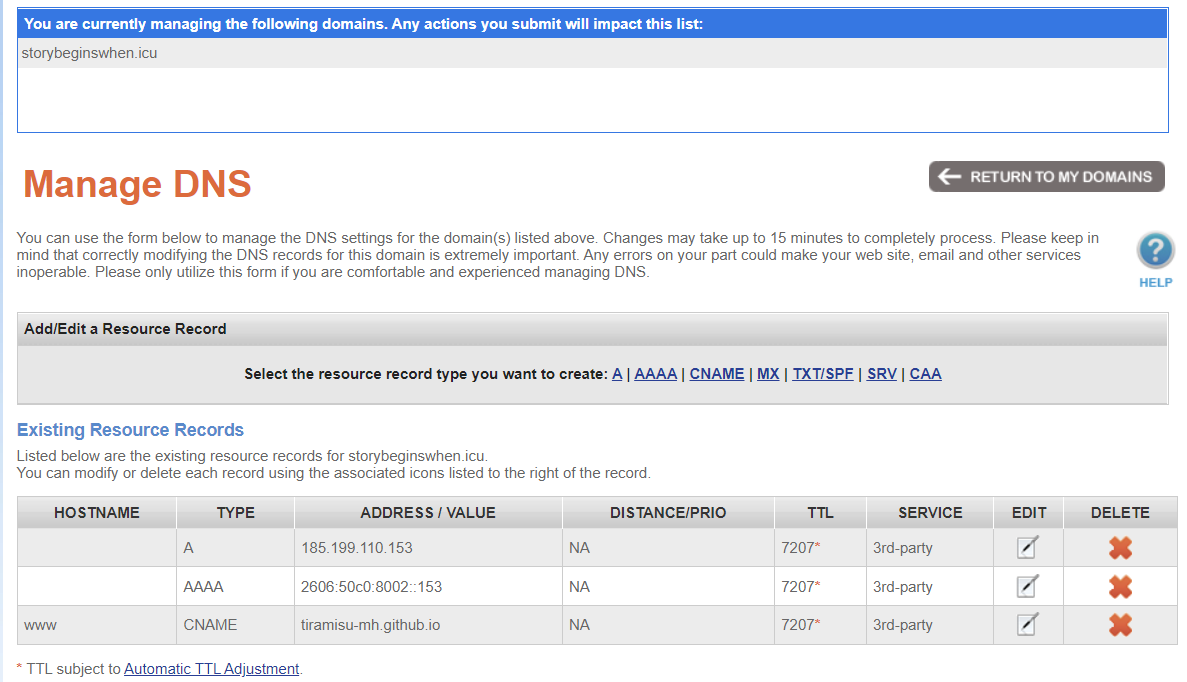 You are currently managing the following domains. Any actions you submit will impact this list:
storybeginswhen.icu
Manage DNS
RETURN TO MY DOMAINS
You can use the form below to manage the DNS settings for the domain(s) listed above. Changes may take up to 15 minutes to completely process. Please keep in
mind that correctly modifying the DNS records for this domain is extremely important. Any errors on your part could make your web site, email and other services
inoperable. Please only utilize this form if you are comfortable and experienced managing DNS.
?
HELP
Add/Edit a Resource Record
Select the resource record type you want to create: A | AAAA | CNAME | MX | TXT/SPF | SRV | CAA
Existing Resource Records
Listed below are the existing resource records for storybeginswhen.icu.
You can modify or delete each record using the associated icons listed to the right of the record.
HOSTNAME TYPE ADDRESS / VALUE DISTANCE/PRIO TTL SERVICE EDIT DELETE
A 185.199.110.153 NA 7207* 3rd-party
AAAA 2606:50c0:8002::153 NA 7207* 3rd-party
www CNAME tiramisu-mh.github.io NA 7207* 3rd-party
* TTL subject to Automatic TTL Adjustment.